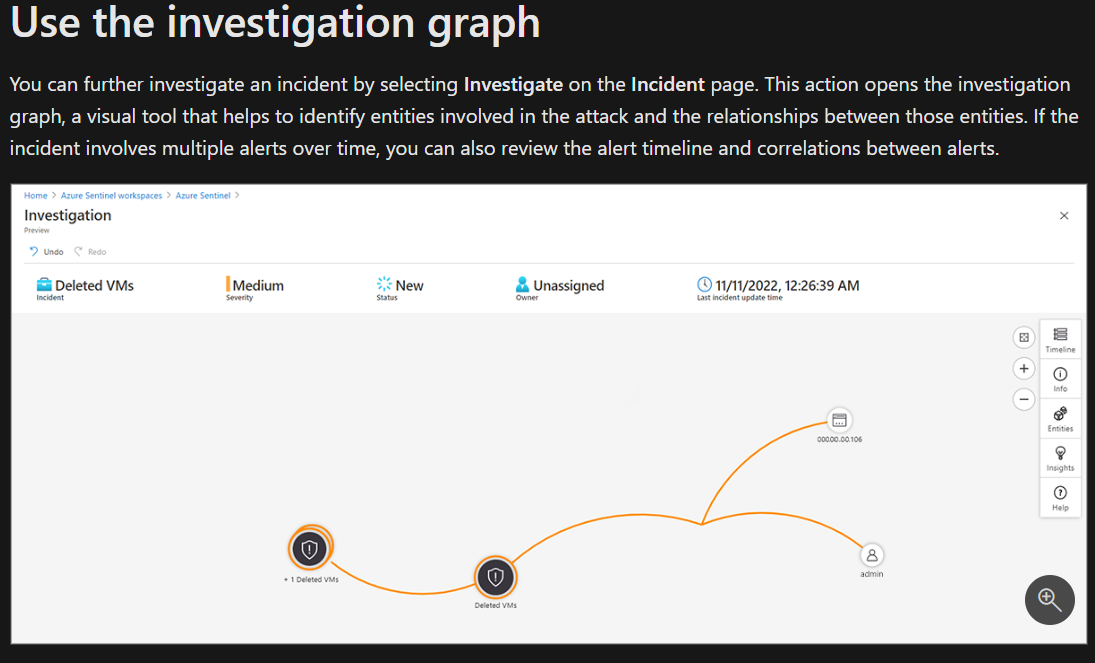 Use the investigation graph
You can further investigate an incident by selecting Investigate on the Incident page. This action opens the investigation
graph, a visual tool that helps to identify entities involved in the attack and the relationships between those entities. If the
incident involves multiple alerts over time, you can also review the alert timeline and correlations between alerts.
Home > Azure Sentinel workspaces > Azure Sentinel >
Investigation
Preview
Undo Redo
Deleted VMs Medium New Unassigned 11/11/2022, 12:26:39 AM
Incident Severity Status Owner Last incident update time
Timeline
Info
Entities
Insights
Help
000.00.00.106
+ 1 Deleted VMs
Deleted VMs
admin